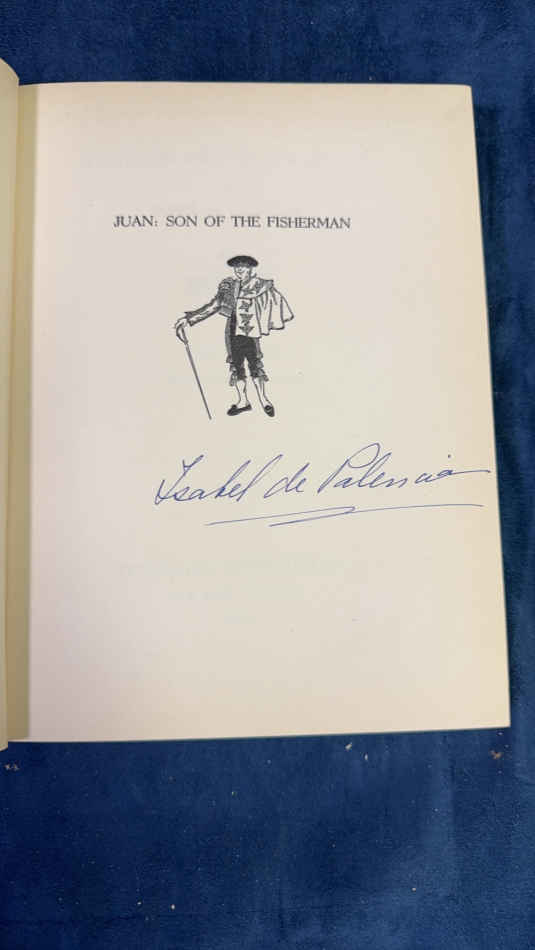 JUAN: SON OF THE FISHERMAN
Isabel de Palencia